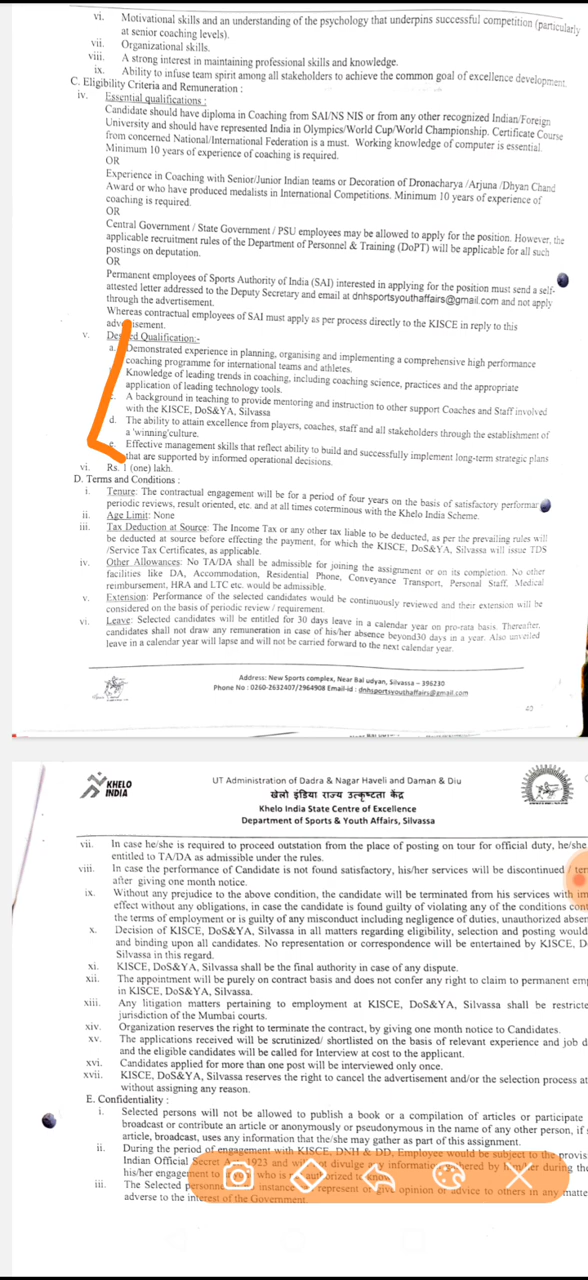 vi. Motivational skills and an understanding of the psychology that underpins successful competition (particularly
at senior coaching levels).
vii. Organizational skills.
viii. A strong interest in maintaining professional skills and knowledge.
ix. Ability to infuse team spirit among all stakeholders to achieve the common goal of excellence development.
C. Eligibility Criteria and Remuneration :
iv. Essential qualifications :
Candidate should have diploma in Coaching from SAI/NS NIS or from any other recognized Indian/Foreign
University and should have represented India in Olympics/World Cup/World Championship. Certificate Course
from concerned National/International Federation is a must. Working knowledge of computer is essential.
Minimum 10 years of experience of coaching is required.
OR
Experience in Coaching with Senior/Junior Indian teams or Decoration of Dronacharya /Arjuna /Dhyan Chand
Award or who have produced medalists in International Competitions. Minimum 10 years of experience of
coaching is required.
OR
Central Government / State Government / PSU employees may be allowed to apply for the position. However, the
applicable recruitment rules of the Department of Personnel & Training (DoPT) will be applicable for all such
postings on deputation.
OR
Permanent employees of Sports Authority of India (SAI) interested in applying for the position must send a self-
attested letter addressed to the Deputy Secretary and email at dnhsportsyouthaffairs@gmail.com and not apply
through the advertisement.
Whereas contractual employees of SAI must apply as per process directly to the KISCE in reply to this
advertisement.
v. Desired Qualification:-
a. Demonstrated experience in planning, organising and implementing a comprehensive high performance
coaching programme for international teams and athletes.
Knowledge of leading trends in coaching, including coaching science, practices and the appropriate
application of leading technology tools.
A background in teaching to provide mentoring and instruction to other support Coaches and Staff involved
with the KISCE, DoS&YA, Silvassa
d. The ability to attain excellence from players, coaches, staff and all stakeholders through the establishment of
a 'winning'culture.
e. Effective management skills that reflect ability to build and successfully implement long-term strategic plans
that are supported by informed operational decisions.
vi. Rs. 1 (one) lakh.
D. Terms and Conditions :
i. Tenure: The contractual engagement will be for a period of four years on the basis of satisfactory performan
periodic reviews, result oriented, etc. and at all times coterminous with the Khelo India Scheme.
ii. Age Limit: None
iii. Tax Deduction at Source: The Income Tax or any other tax liable to be deducted, as per the prevailing rules will
be deducted at source before effecting the payment, for which the KISCE, DoS&YA, Silvassa will issue TDS
/Service Tax Certificates, as applicable.
iv. Other Allowances: No TA/DA shall be admissible for joining the assignment or on its completion. No other
facilities like DA, Accommodation, Residential Phone, Conveyance Transport, Personal Staff, Medical
reimbursement, HRA and LTC etc. would be admissible.
v. Extension: Performance of the selected candidates would be continuously reviewed and their extension will be
considered on the basis of periodic review / requirement.
vi. Leave: Selected candidates will be entitled for 30 days leave in a calendar year on pro-rata basis. Thereafter,
candidates shall not draw any remuneration in case of his/her absence beyond30 days in a year. Also unveiled
leave in a calendar year will lapse and will not be carried forward to the next calendar year.
Address: New Sports complex, Near Bal udyan, Silvassa – 396230
Phone No : 0260-2632407/2964908 Email-id : dnhsportsyouthaffairs@gmail.com
KHELO
INDIA
UT Administration of Dadra & Nagar Haveli and Daman & Diu
खेलो इंडिया राज्य उत्कृष्टता केंद्र
Khelo India State Centre of Excellence
Department of Sports & Youth Affairs, Silvassa
vii. In case he/she is required to proceed outstation from the place of posting on tour for official duty, he/she
entitled to TA/DA as admissible under the rules.
viii. In case the performance of Candidate is not found satisfactory, his/her services will be discontinued / ter
after giving one month notice.
ix. Without any prejudice to the above condition, the candidate will be terminated from his services with im
effect without any obligations, in case the candidate is found guilty of violating any of the conditions cont
the terms of employment or is guilty of any misconduct including negligence of duties, unauthorized absen
x. Decision of KISCE, DoS&YA, Silvassa in all matters regarding eligibility, selection and posting would
and binding upon all candidates. No representation or correspondence will be entertained by KISCE, D
Silvassa in this regard.
xi. KISCE, DoS&YA, Silvassa shall be the final authority in case of any dispute.
xii. The appointment will be purely on contract basis and does not confer any right to claim to permanent em
in KISCE, DoS&YA, Silvassa.
xiii. Any litigation matters pertaining to employment at KISCE, DoS&YA, Silvassa shall be restricte
jurisdiction of the Mumbai courts.
xiv. Organization reserves the right to terminate the contract, by giving one month notice to Candidates.
xv. The applications received will be scrutinized/ shortlisted on the basis of relevant experience and job d
and the eligible candidates will be called for Interview at cost to the applicant.
xvi. Candidates applied for more than one post will be interviewed only once.
xvii. KISCE, DoS&YA, Silvassa reserves the right to cancel the advertisement and/or the selection process at
without assigning any reason.
E. Confidentiality :
i. Selected persons will not be allowed to publish a book or a compilation of articles or participate
broadcast or contribute an article or anonymously or pseudonymous in the name of any other person, if
article, broadcast, uses any information that the/she may gather as part of this assignment.
ii. During the period of engagement with KISCE, DNH & DD. Employee would be subject to the provis
Indian Official Secret Act, 1923 and will not divulge any information gathered by him/her during the
his/her engagement to who is authorized to know
iii. The Selected personne instance represent or give opinion or advice to others in any matte
adverse to the interest of the Government.